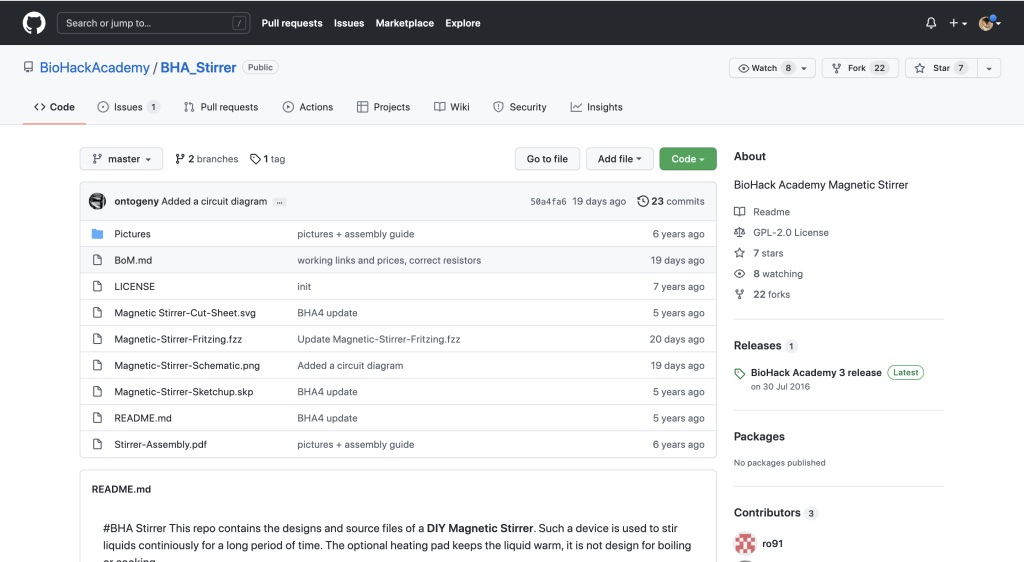 Search or jump to… /
Pull requests Issues Marketplace Explore
BioHackAcademy / BHA_Stirrer Public
Watch 8 Fork 22 Star 7
Code Issues 1 Pull requests Actions Projects Wiki Security Insights
master 2 branches 1 tag Go to file Add file Code
ontogeny Added a circuit diagram … 50a4fa6 19 days ago 23 commits
Pictures pictures + assembly guide 6 years ago
BoM.md working links and prices, correct resistors 19 days ago
LICENSE init 7 years ago
Magnetic Stirrer-Cut-Sheet.svg BHA4 update 5 years ago
Magnetic-Stirrer-Fritzing.fzz Update Magnetic-Stirrer-Fritzing.fzz 20 days ago
Magnetic-Stirrer-Schematic.png Added a circuit diagram 19 days ago
Magnetic-Stirrer-Sketchup.skp BHA4 update 5 years ago
README.md BHA4 update 5 years ago
Stirrer-Assembly.pdf pictures + assembly guide 6 years ago
README.md
#BHA Stirrer This repo contains the designs and source files of a DIY Magnetic Stirrer. Such a device is used to stir
liquids continiously for a long period of time. The optional heating pad keeps the liquid warm, it is not design for boiling
or cooking.
About
BioHack Academy Magnetic Stirrer
Readme
GPL-2.0 License
7 stars
8 watching
22 forks
Releases 1
BioHack Academy 3 release Latest
on 30 Jul 2016
Packages
No packages published
Contributors 3
ro91